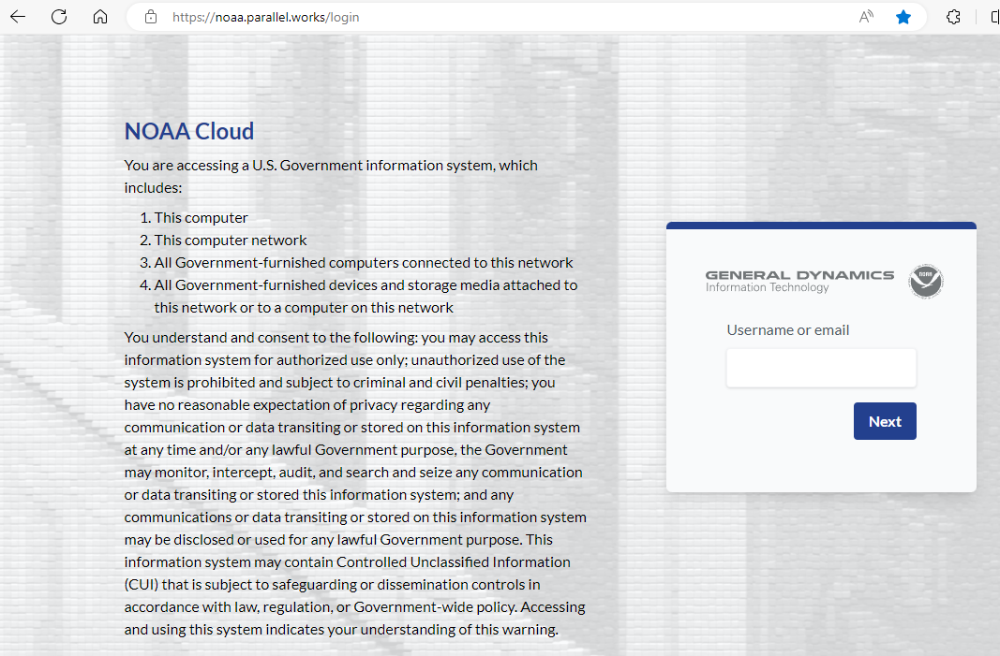 https://noaa.parallel.works/login
NOAA Cloud
You are accessing a U.S. Government information system, which
includes:
1. This computer
2. This computer network
3. All Government-furnished computers connected to this network
4. All Government-furnished devices and storage media attached to
this network or to a computer on this network
You understand and consent to the following: you may access this
information system for authorized use only; unauthorized use of the
system is prohibited and subject to criminal and civil penalties; you
have no reasonable expectation of privacy regarding any
communication or data transiting or stored on this information system
at any time and/or any lawful Government purpose, the Government
may monitor, intercept, audit, and search and seize any communication
or data transiting or stored this information system; and any
communications or data transiting or stored on this information system
may be disclosed or used for any lawful Government purpose. This
information system may contain Controlled Unclassified Information
(CUI) that is subject to safeguarding or dissemination controls in
accordance with law, regulation, or Government-wide policy. Accessing
and using this system indicates your understanding of this warning.
GENERAL DYNAMICS
Information Technology
NOAA
Username or email
Next